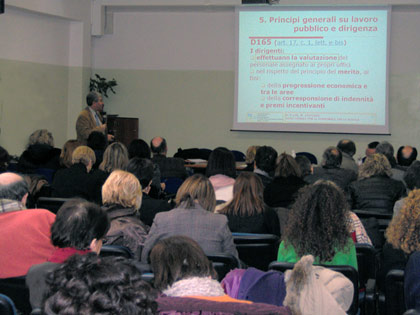 5. Principi generali su lavoro
pubblico e dirigenza
D165 (art. 17, c. 1, lett. e bis)
I dirigenti:
effettuano la valutazione del
personale assegnato ai propri uffici
nel rispetto del principio del merito, ai
fini:
della progressione economica e
tra le aree
della corresponsione di indennità
e premi incentivanti